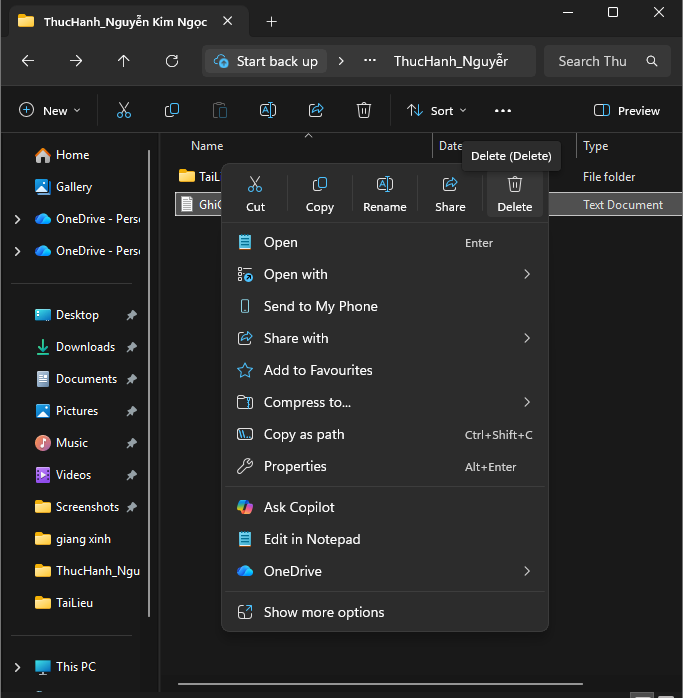 ThucHanh_Nguyễn Kim Ngọc
Start back up
ThucHanh_Nguyễn
Search Thu
New
Sort
Preview
Name
Date
Type
Delete (Delete)
Home
Gallery
OneDrive - Perso
OneDrive - Perso
Desktop
Downloads
Documents
Pictures
Music
Videos
Screenshots
giang xinh
ThucHanh_Ngu
TaiLieu
This PC
TaiLi
File folder
GhiC
Text Document
Cut
Copy
Rename
Share
Delete
Open Enter
Open with
Send to My Phone
Share with
Add to Favourites
Compress to...
Copy as path Ctrl+Shift+C
Properties Alt+Enter
Ask Copilot
Edit in Notepad
OneDrive
Show more options